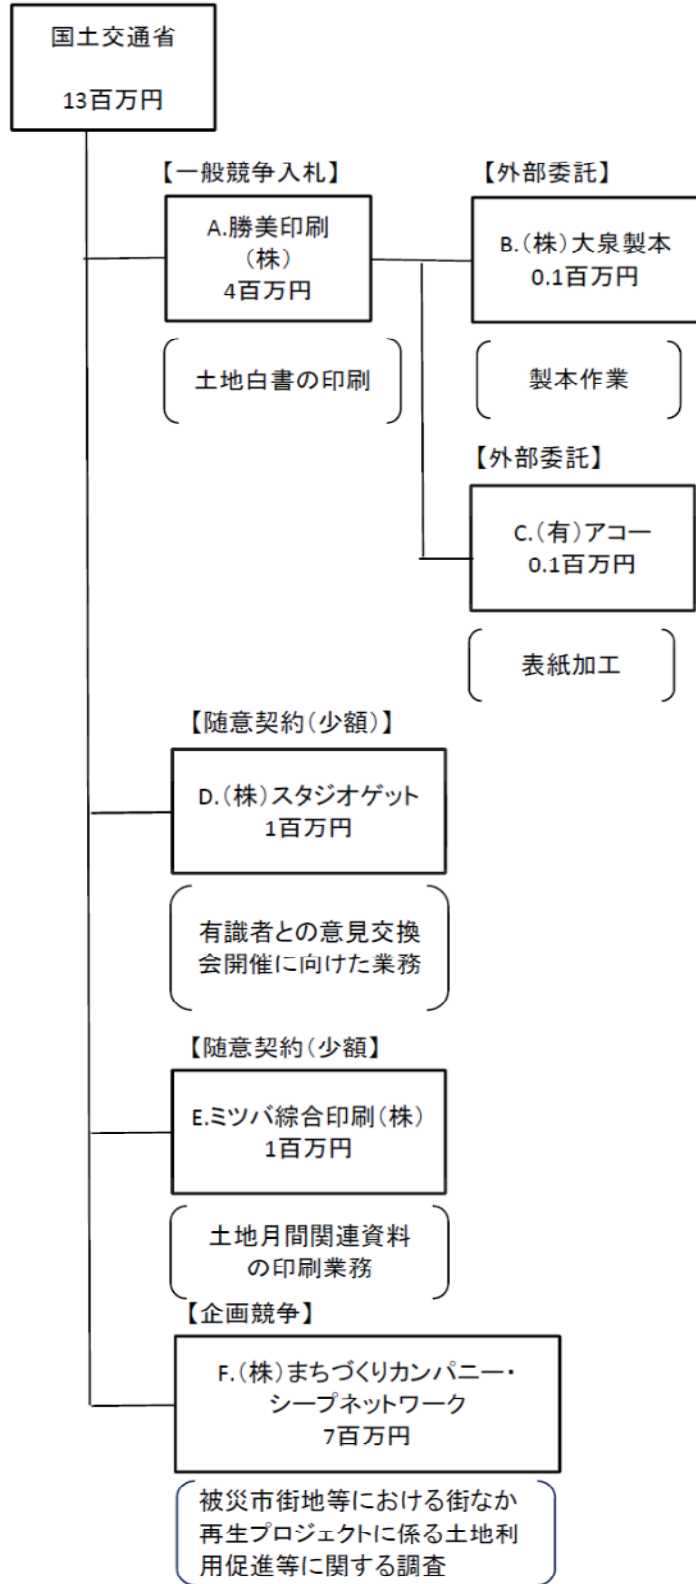 国土交通省
13百万円
【一般競争入札】
A.勝美印刷
(株)
4百万円
土地白書の印刷
【外部委託】
B.(株)大泉製本
0.1百万円
製本作業
【外部委託】
C.(有)アコー
0.1百万円
表紙加工
【随意契約(少額)】
D.(株)スタジオゲット
1百万円
有識者との意見交換
会開催に向けた業務
【随意契約(少額】
E.ミツバ綜合印刷(株)
1百万円
土地月間関連資料
の印刷業務
【企画競争】
F.(株)まちづくりカンパニー・
シープネットワーク
7百万円
被災市街地等における街なか
再生プロジェクトに係る土地利
用促進等に関する調査